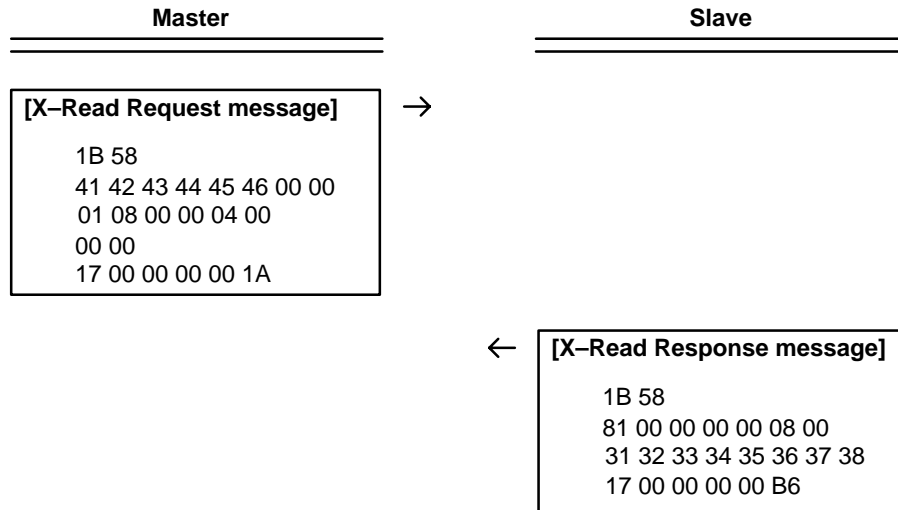 Master
Slave
[X–Read Request message]
→
1B 58
41 42 43 44 45 46 00 00
01 08 00 00 04 00
00 00
17 00 00 00 00 1A
←
[X–Read Response message]
1B 58
81 00 00 00 00 08 00
31 32 33 34 35 36 37 38
17 00 00 00 00 B6